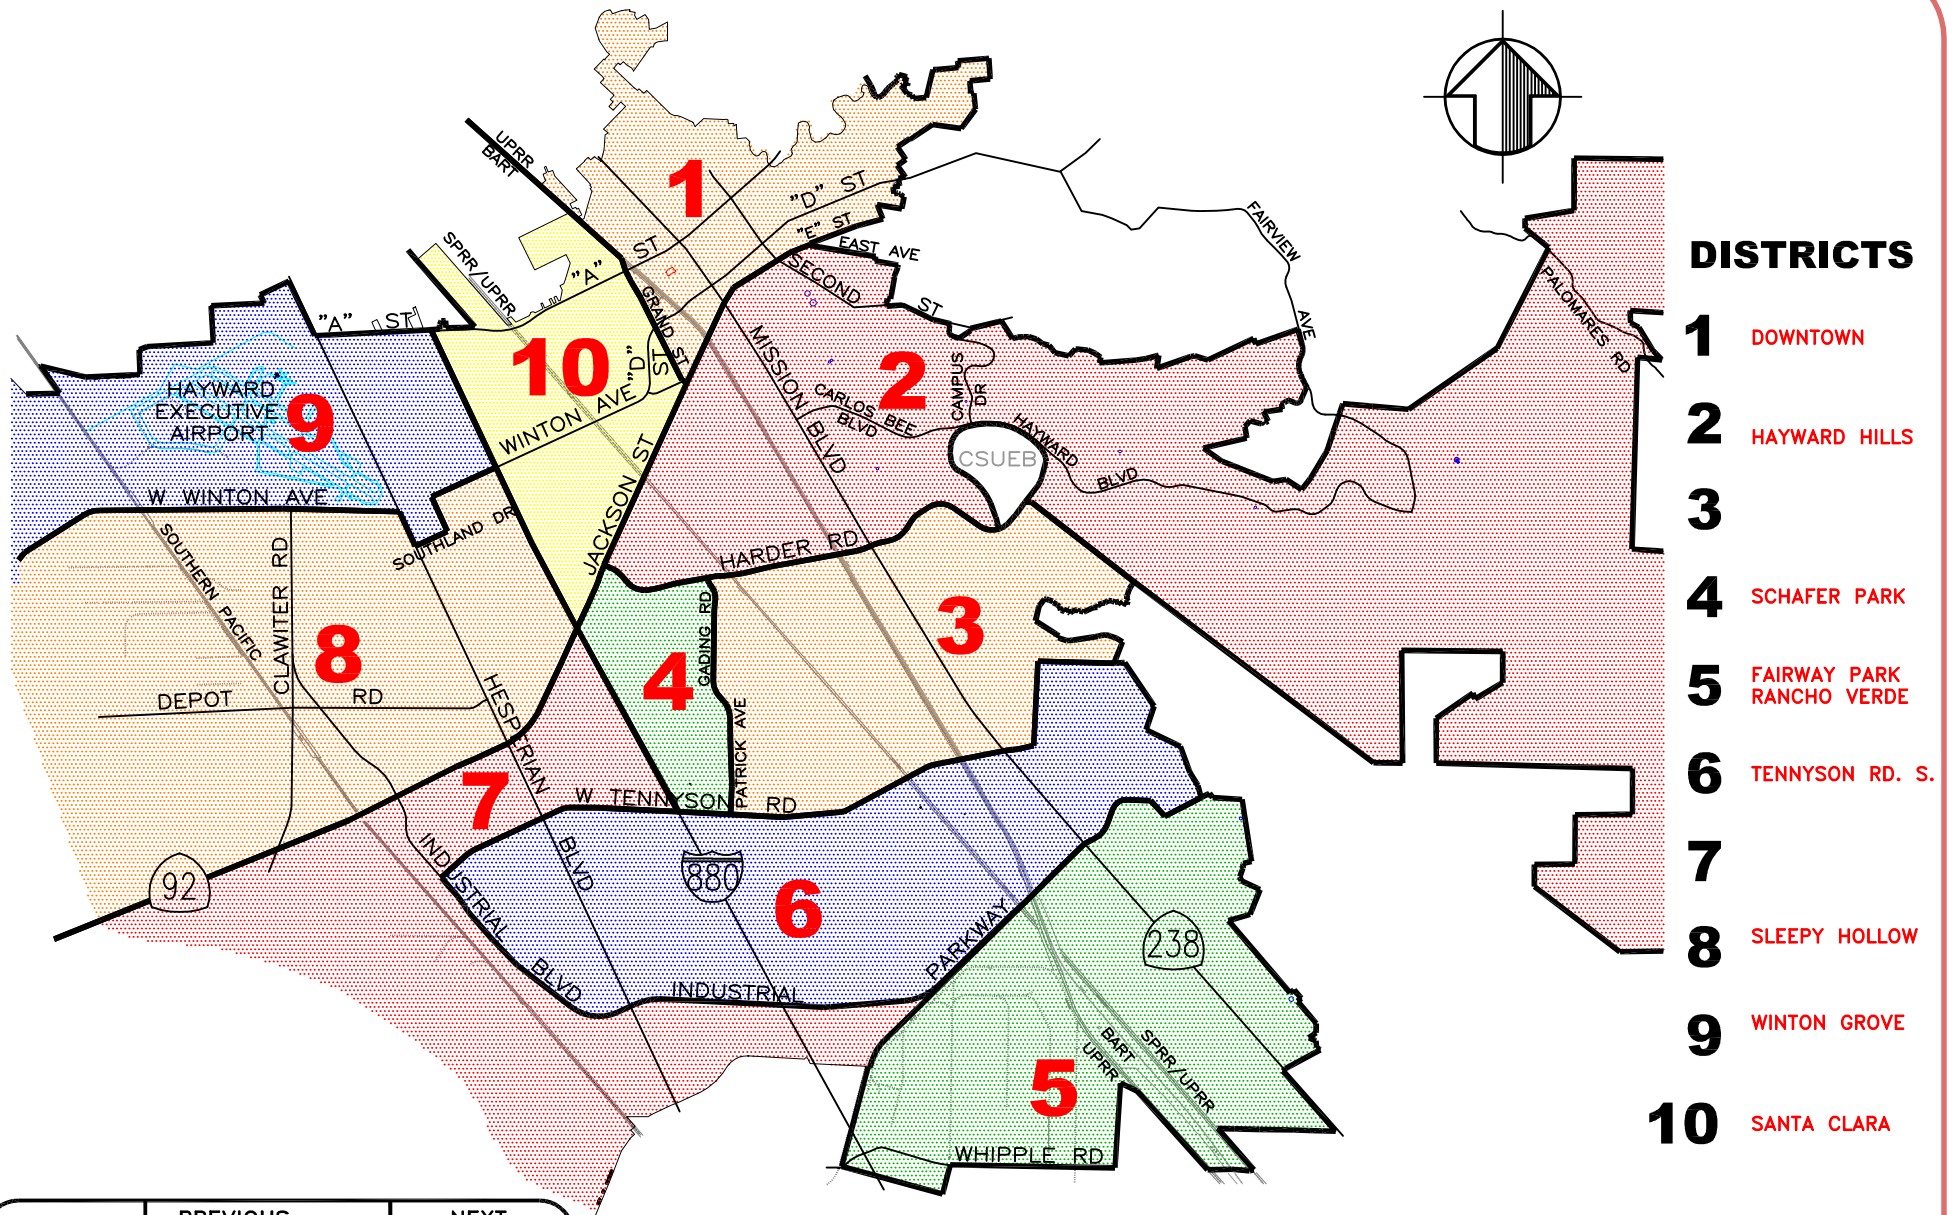 UPRR
BART
1
"D" ST
"E" ST
EAST AVE
FAIRVIEW
AVE
SPRR/UPRR
"A" ST
GRAND ST
SECOND ST
PALOMARES RD
"A" ST
10
"D" ST
MISSION BLVD
2
CAMPUS DR
CARLOS BEE BLVD
HAYWARD
EXECUTIVE
AIRPORT
9
WINTON AVE
CSUEB
HAYWARD BLVD
W WINTON AVE
SOUTHLAND DR
JACKSON ST
HARDER RD
SOUTHERN PACIFIC
CLAWITER RD
8
4
GADING RD
3
DEPOT RD
HESPERIAN BLVD
PATRICK AVE
7
W TENNYSON RD
INDUSTRIAL BLVD
92
880
6
PARKWAY
238
INDUSTRIAL
BART
UPRR
SPRR/UPRR
5
WHIPPLE RD
DISTRICTS
1 DOWNTOWN
2 HAYWARD HILLS
3
4 SCHAFER PARK
5 FAIRWAY PARK
RANCHO VERDE
6 TENNYSON RD. S.
7
8 SLEEPY HOLLOW
9 WINTON GROVE
10 SANTA CLARA
PREVIOUS NEXT